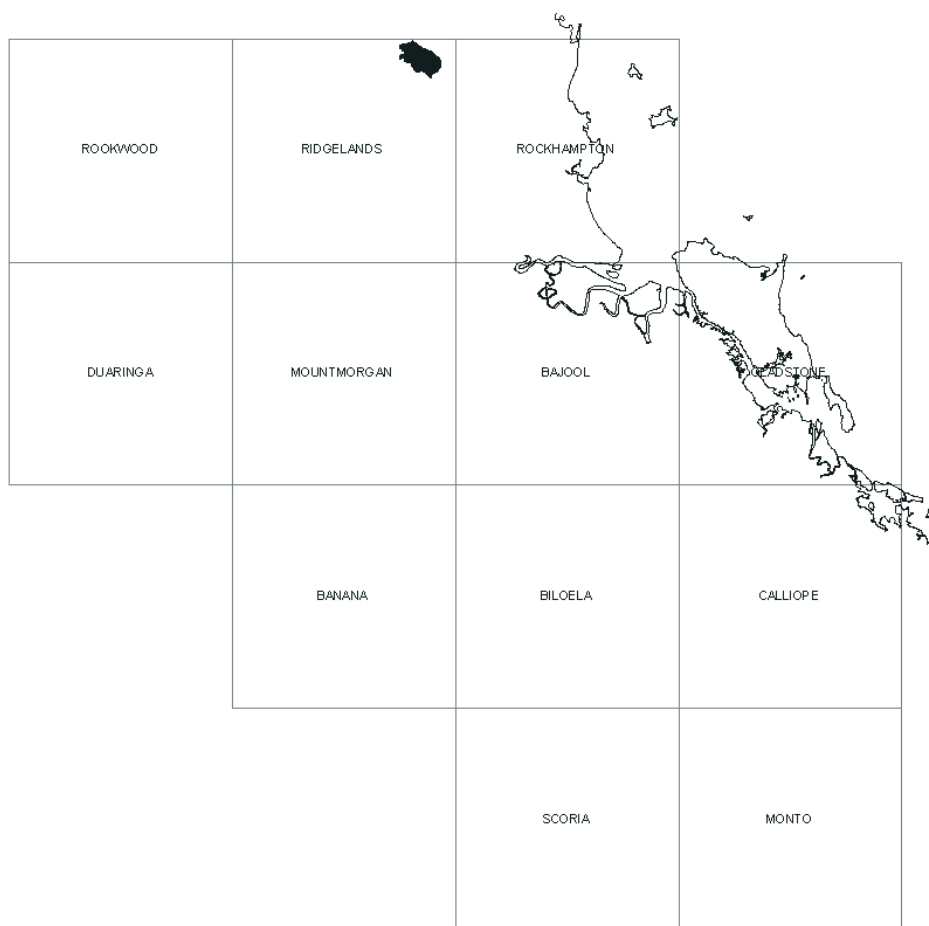 ROOKWOOD
RIDGELANDS
ROCKHAMPTON
DUARINGA
MOUNTMORGAN
BAJOOL
GLADSTONE
BANANA
BILOELA
CALLIOPE
SCORIA
MONTO